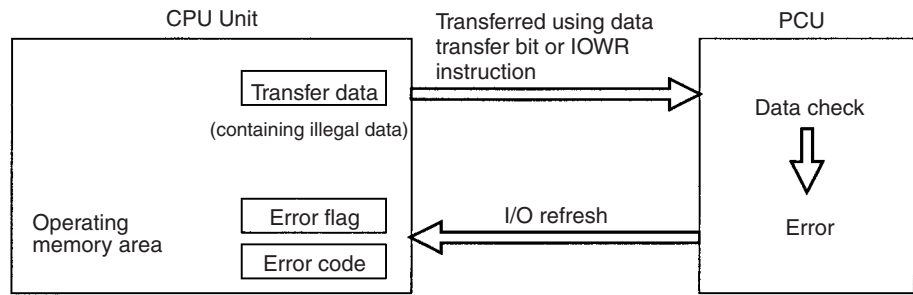 CPU Unit
Transferred using data
transfer bit or IOWR
instruction
PCU
Transfer data
(containing illegal data)
Data check
Operating
memory area
Error flag
Error code
I/O refresh
Error